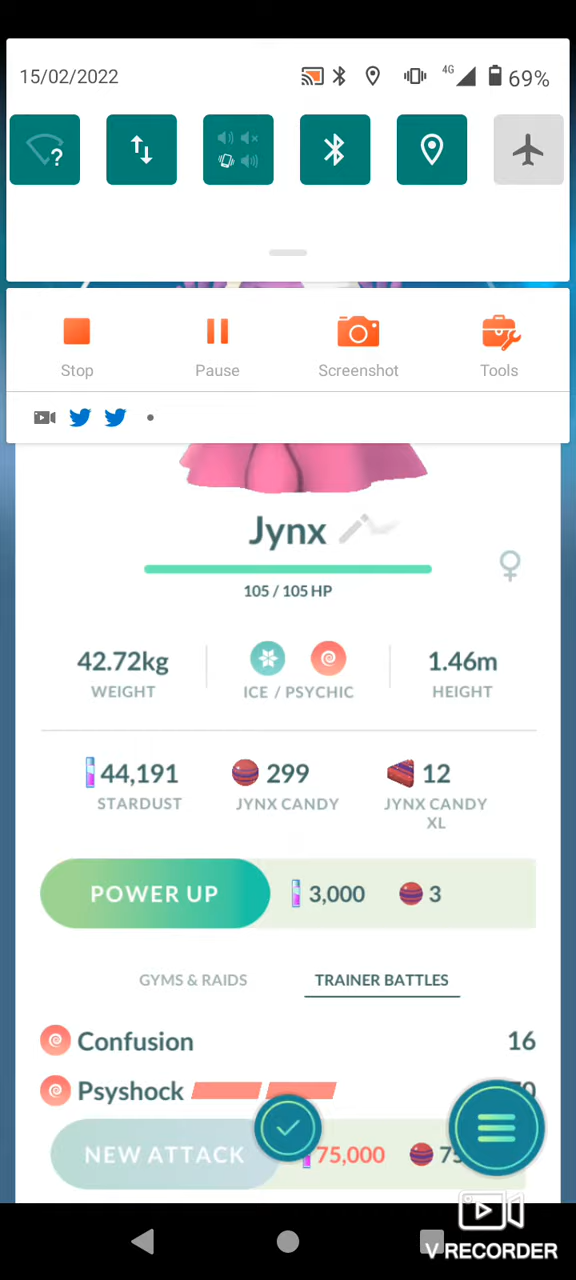 15/02/2022 4G 69%
?
Stop Pause Screenshot Tools
Jynx
105 / 105 HP
42.72kg 1.46m
WEIGHT ICE / PSYCHIC HEIGHT
44,191 299 12
STARDUST JYNX CANDY JYNX CANDY
XL
POWER UP 3,000 3
GYMS & RAIDS TRAINER BATTLES
Confusion 16
Psyshock
NEW ATTACK 75,000
V RECORDER